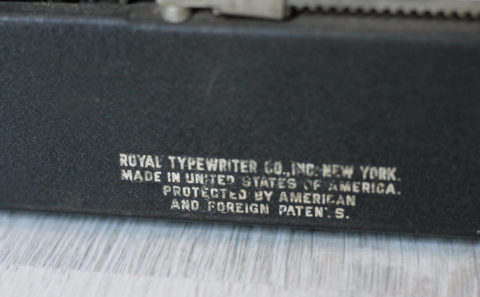 ROYAL TYPEWRITER CO., INC. NEW YORK.
MADE IN UNITED STATES OF AMERICA.
PROTECTED BY AMERICAN
AND FOREIGN PATENTS.